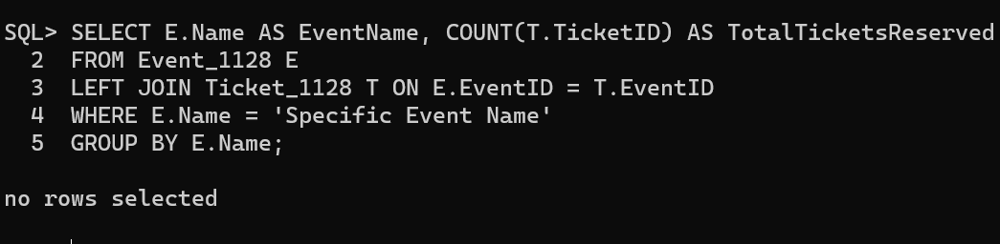 SQL> SELECT E.Name AS EventName, COUNT(T.TicketID) AS TotalTicketsReserved
2 FROM Event_1128 E
3 LEFT JOIN Ticket_1128 T ON E.EventID = T.EventID
4 WHERE E.Name = 'Specific Event Name'
5 GROUP BY E.Name;
no rows selected